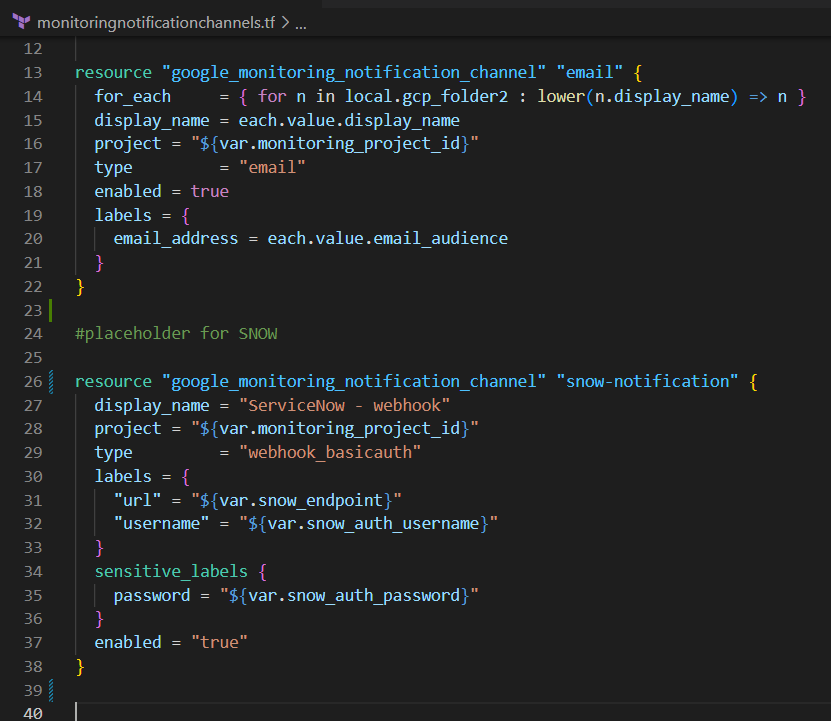 monitoringnotificationchannels.tf > ...
12
13 resource "google_monitoring_notification_channel" "email" {
14   for_each     = { for n in local.gcp_folder2 : lower(n.display_name) => n }
15   display_name = each.value.display_name
16   project = "${var.monitoring_project_id}"
17   type         = "email"
18   enabled = true
19   labels = {
20     email_address = each.value.email_audience
21   }
22 }
23
24 #placeholder for SNOW
25
26 resource "google_monitoring_notification_channel" "snow-notification" {
27   display_name = "ServiceNow - webhook"
28   project = "${var.monitoring_project_id}"
29   type         = "webhook_basicauth"
30   labels = {
31     "url" = "${var.snow_endpoint}"
32     "username" = "${var.snow_auth_username}"
33   }
34   sensitive_labels {
35     password = "${var.snow_auth_password}"
36   }
37   enabled = "true"
38 }
39
40